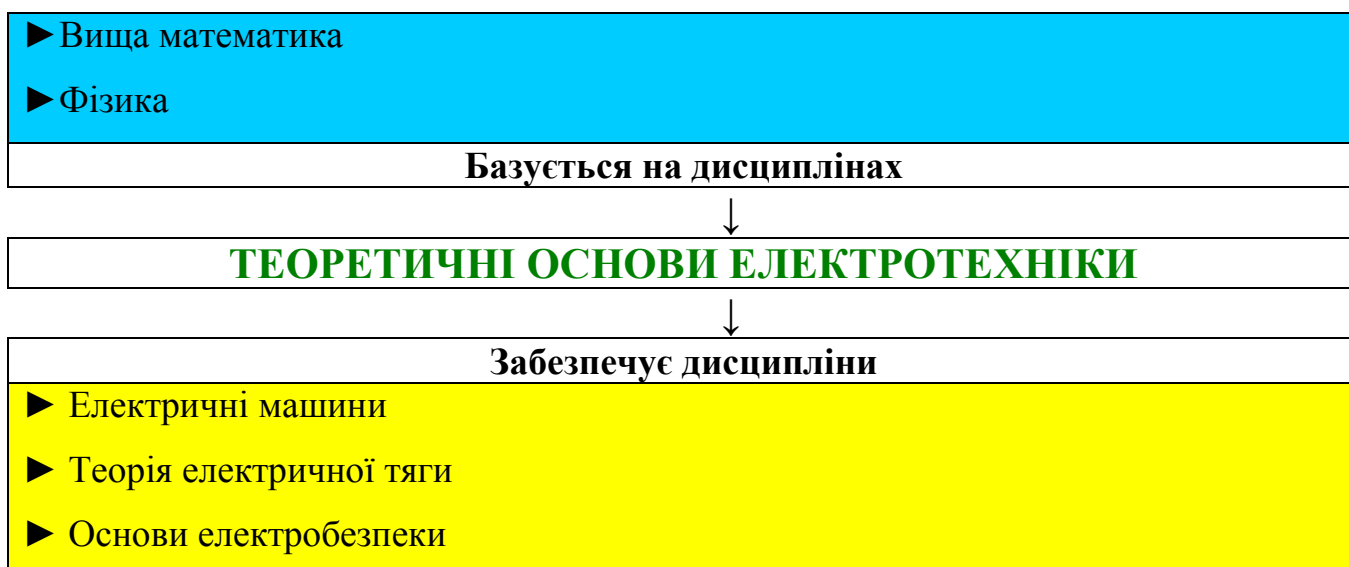 ►Вища математика
►Фізика
Базується на дисциплінах
↓
ТЕОРЕТИЧНІ ОСНОВИ ЕЛЕКТРОТЕХНІКИ
↓
Забезпечує дисципліни
► Електричні машини
► Теорія електричної тяги
► Основи електробезпеки